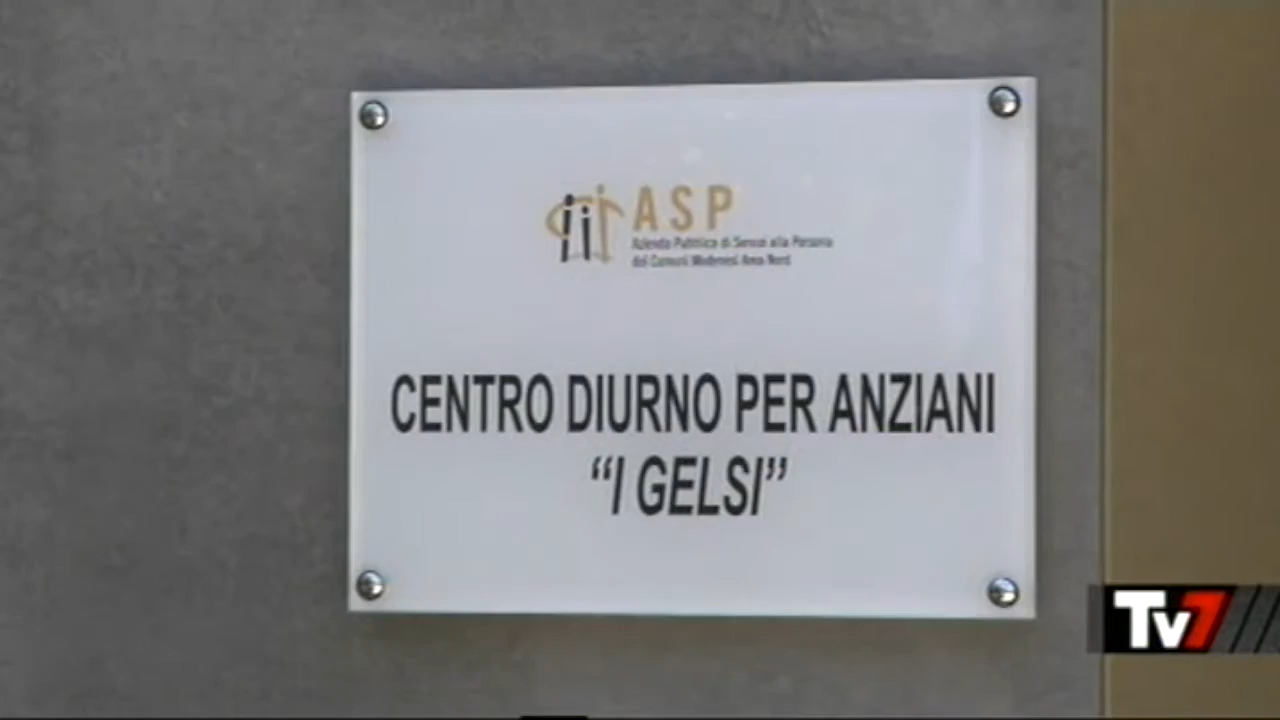 ASP
Azienda Pubblica di Servizi alla Persona
dei Comuni Modenesi Area Nord
CENTRO DIURNO PER ANZIANI
“I GELSI”
Tv7